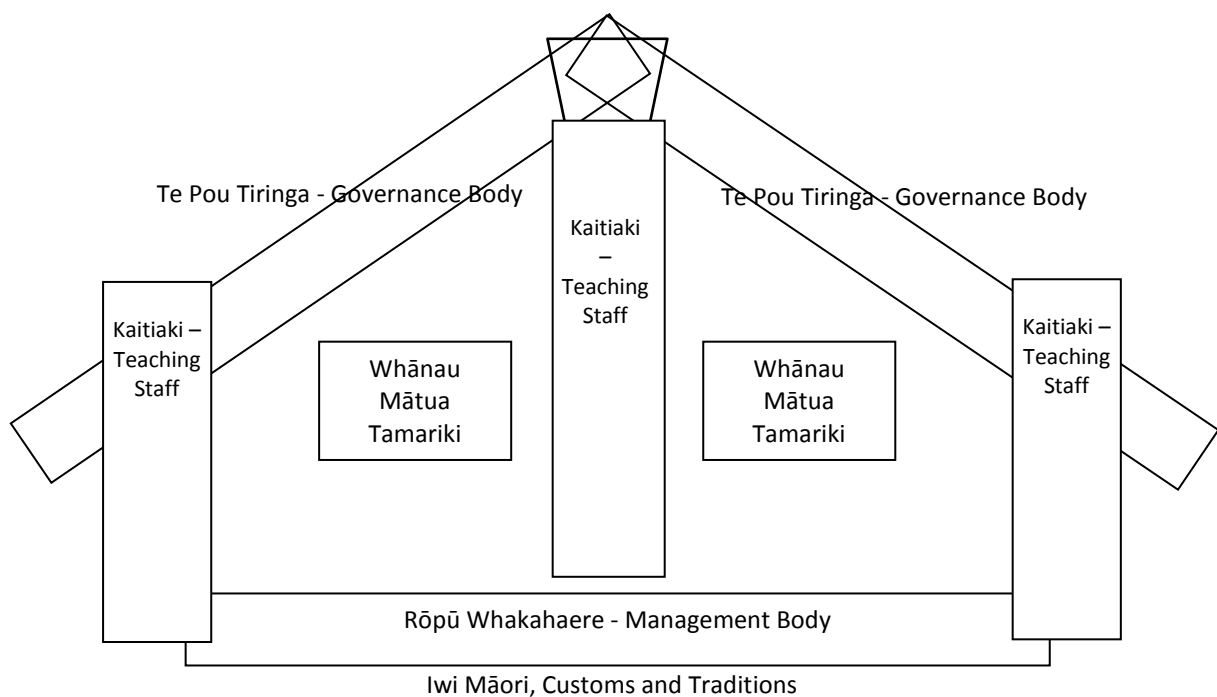 Te Pou Tiringa - Governance Body
Te Pou Tiringa - Governance Body
Kaitiaki –
Teaching
Staff
Kaitiaki
–
Teaching
Staff
Kaitiaki –
Teaching
Staff
Whānau
Mātua
Tamariki
Whānau
Mātua
Tamariki
Rōpū Whakahaere - Management Body
Iwi Māori, Customs and Traditions